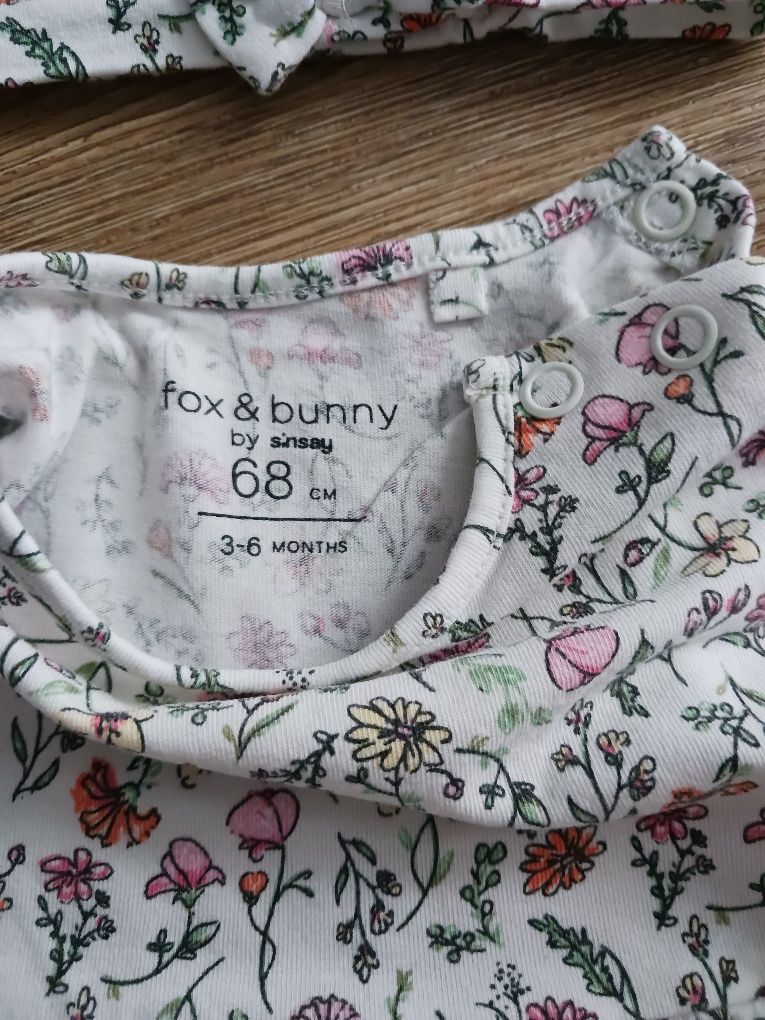 fox & bunny
by sinsay
68 CM
3-6 MONTHS